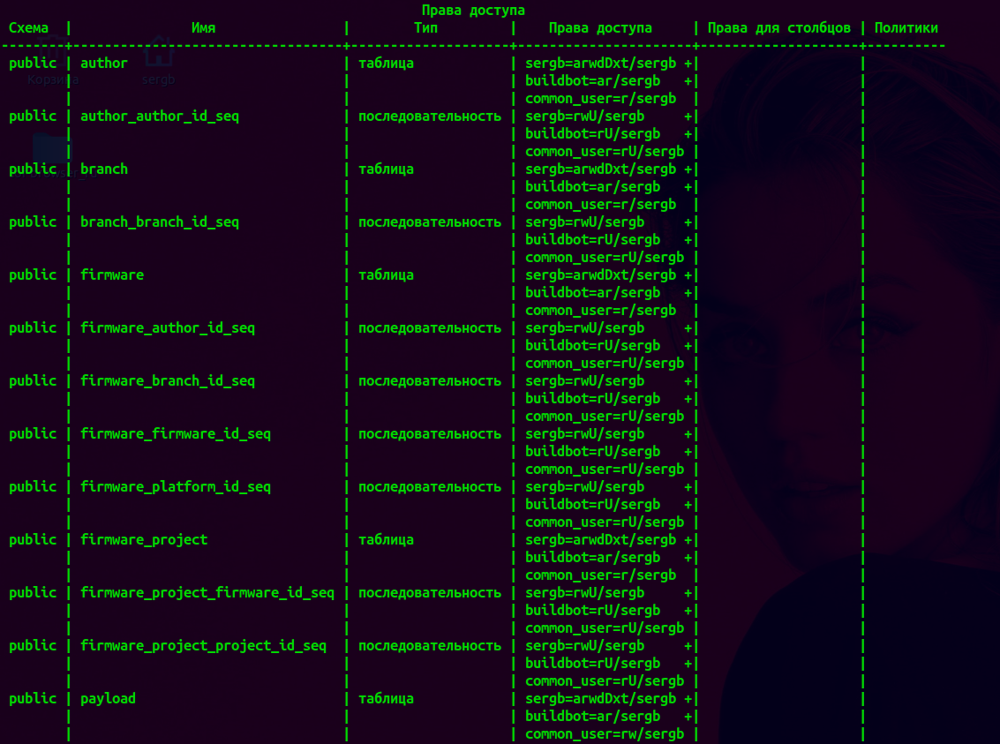 Права доступа
Схема | Имя | Тип | Права доступа | Права для столбцов | Политики
--------+----------------------------------+--------------------+----------------------+--------------------+----------
public | author | таблица | sergb=arwdDxt/sergb +| |
| | | buildbot=ar/sergb +| |
| | | common_user=r/sergb | |
public | author_author_id_seq | последовательность | sergb=rwU/sergb +| |
| | | buildbot=rU/sergb +| |
| | | common_user=rU/sergb | |
public | branch | таблица | sergb=arwdDxt/sergb +| |
| | | buildbot=ar/sergb +| |
| | | common_user=r/sergb | |
public | branch_branch_id_seq | последовательность | sergb=rwU/sergb +| |
| | | buildbot=rU/sergb +| |
| | | common_user=rU/sergb | |
public | firmware | таблица | sergb=arwdDxt/sergb +| |
| | | buildbot=ar/sergb +| |
| | | common_user=r/sergb | |
public | firmware_author_id_seq | последовательность | sergb=rwU/sergb +| |
| | | buildbot=rU/sergb +| |
| | | common_user=rU/sergb | |
public | firmware_branch_id_seq | последовательность | sergb=rwU/sergb +| |
| | | buildbot=rU/sergb +| |
| | | common_user=rU/sergb | |
public | firmware_firmware_id_seq | последовательность | sergb=rwU/sergb +| |
| | | buildbot=rU/sergb +| |
| | | common_user=rU/sergb | |
public | firmware_platform_id_seq | последовательность | sergb=rwU/sergb +| |
| | | buildbot=rU/sergb +| |
| | | common_user=rU/sergb | |
public | firmware_project | таблица | sergb=arwdDxt/sergb +| |
| | | buildbot=ar/sergb +| |
| | | common_user=r/sergb | |
public | firmware_project_firmware_id_seq | последовательность | sergb=rwU/sergb +| |
| | | buildbot=rU/sergb +| |
| | | common_user=rU/sergb | |
public | firmware_project_project_id_seq | последовательность | sergb=rwU/sergb +| |
| | | buildbot=rU/sergb +| |
| | | common_user=rU/sergb | |
public | payload | таблица | sergb=arwdDxt/sergb +| |
| | | buildbot=ar/sergb +| |
| | | common_user=rw/sergb | |
Корзина
sergb